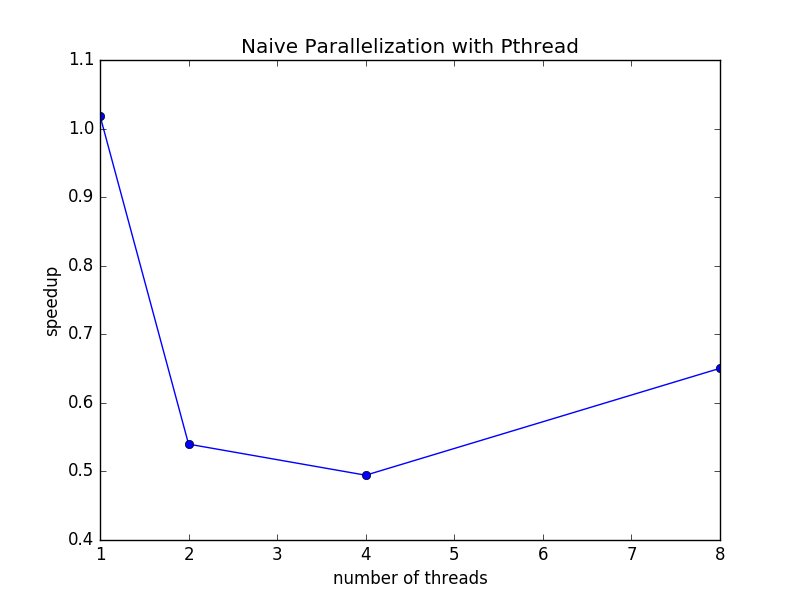 Naive Parallelization with Pthread
1.1
1.0
0.9
0.8
0.7
0.6
0.5
0.4
speedup
1 2 3 4 5 6 7 8
number of threads